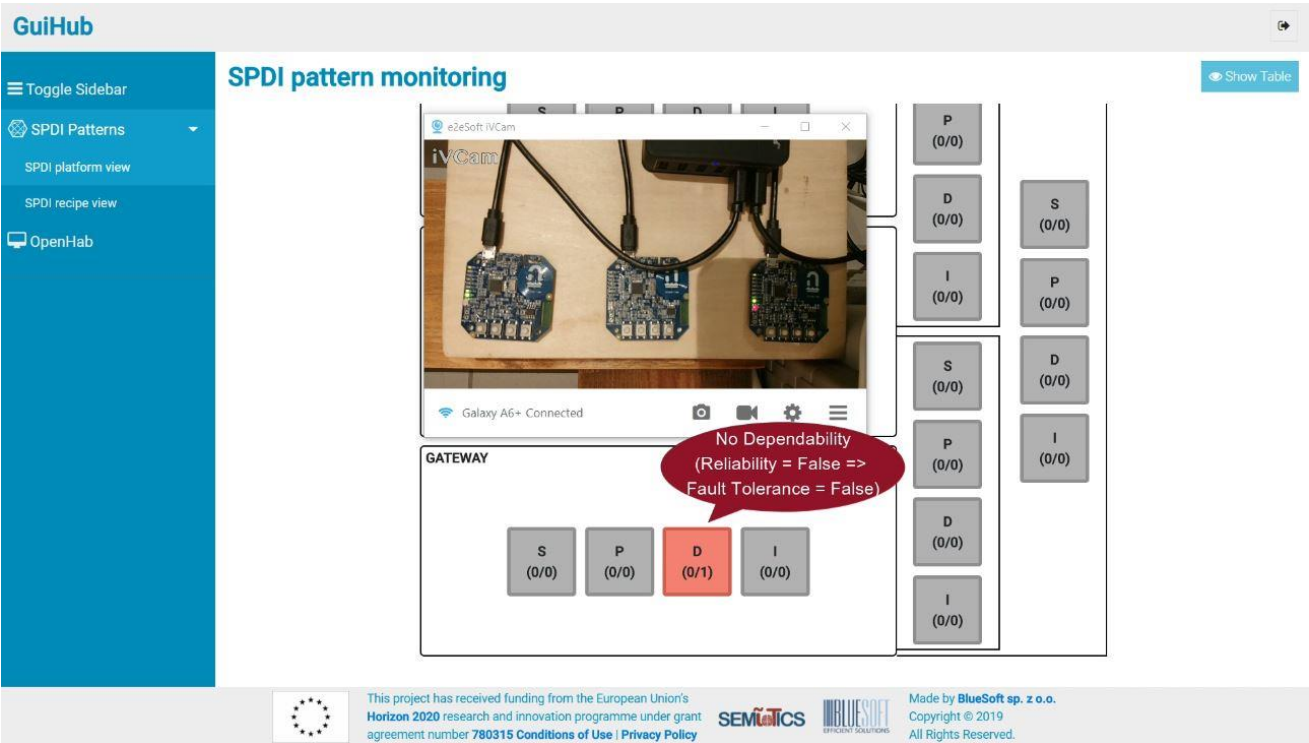 GuiHub
Toggle Sidebar
SPDI Patterns
SPDI platform view
SPDI recipe view
OpenHab
SPDI pattern monitoring
Show Table
S P D I
e2eSoft iVCam
iVCam
Galaxy A6+ Connected
P
(0/0)
D
(0/0)
I
(0/0)
S
(0/0)
P
(0/0)
D
(0/0)
I
(0/0)
S
(0/0)
P
(0/0)
D
(0/0)
I
(0/0)
GATEWAY
No Dependability
(Reliability = False =>
Fault Tolerance = False)
S
(0/0)
P
(0/0)
D
(0/1)
I
(0/0)
This project has received funding from the European Union's
Horizon 2020 research and innovation programme under grant
agreement number 780315 Conditions of Use | Privacy Policy
SEMIoTICS
BLUESOFT
EFFICIENT SOLUTIONS
Made by BlueSoft sp. z o.o.
Copyright © 2019
All Rights Reserved.